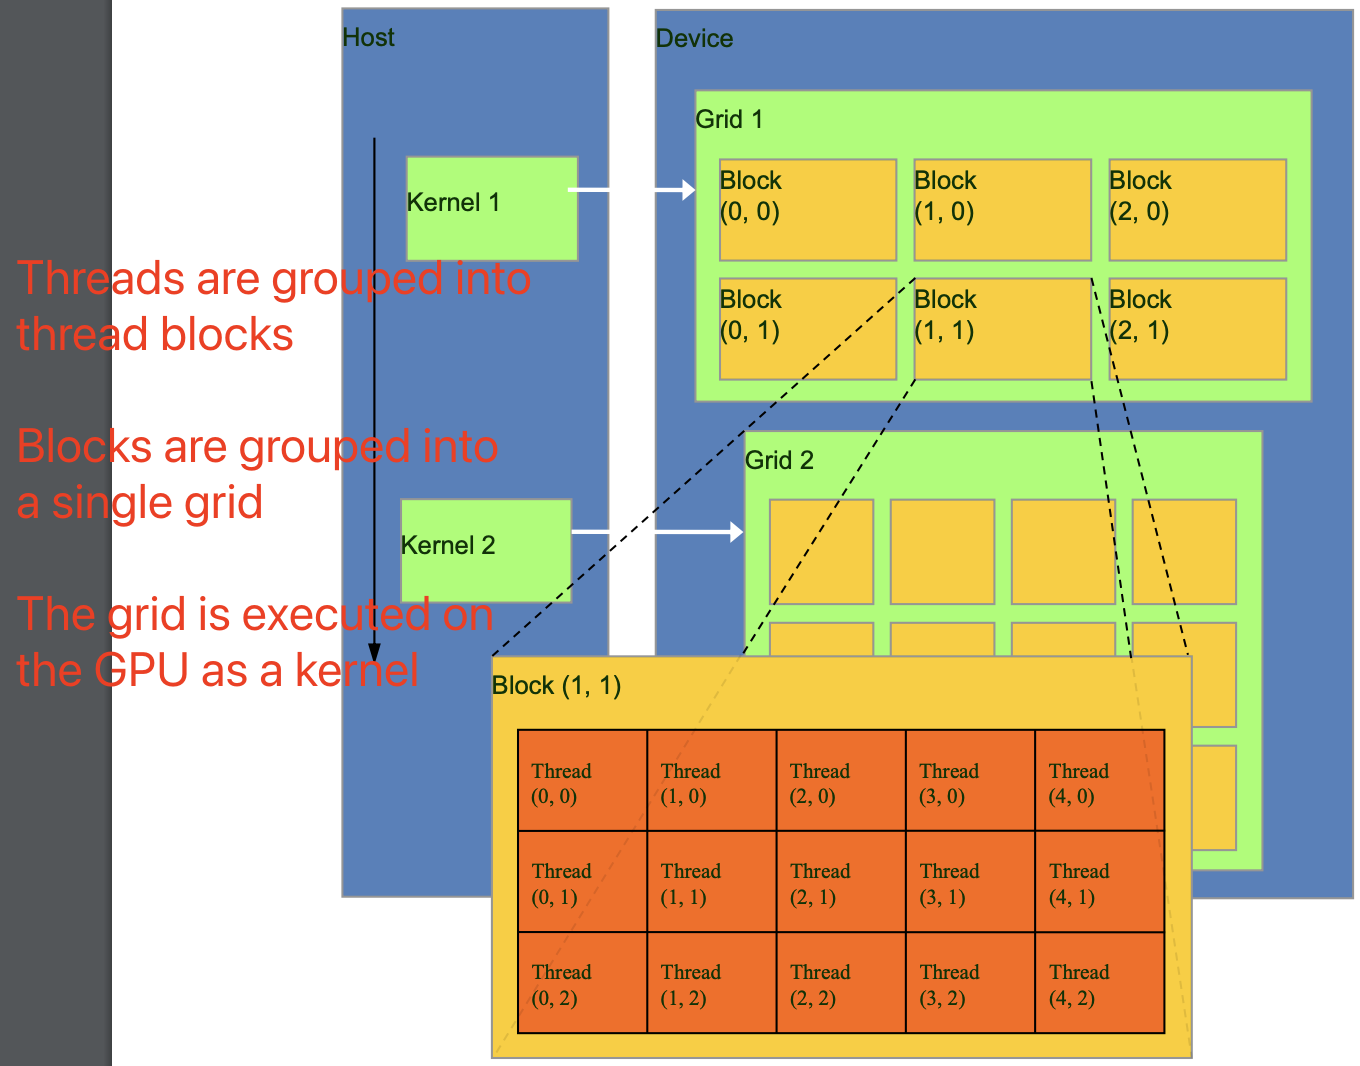 Host
Device
Grid 1
Kernel 1
Block
(0, 0)
Block
(1, 0)
Block
(2, 0)
Block
(0, 1)
Block
(1, 1)
Block
(2, 1)
Threads are grouped into
thread blocks
Blocks are grouped into
a single grid
The grid is executed on
the GPU as a kernel
Kernel 2
Grid 2
Block (1, 1)
Thread
(0, 0)
Thread
(1, 0)
Thread
(2, 0)
Thread
(3, 0)
Thread
(4, 0)
Thread
(0, 1)
Thread
(1, 1)
Thread
(2, 1)
Thread
(3, 1)
Thread
(4, 1)
Thread
(0, 2)
Thread
(1, 2)
Thread
(2, 2)
Thread
(3, 2)
Thread
(4, 2)